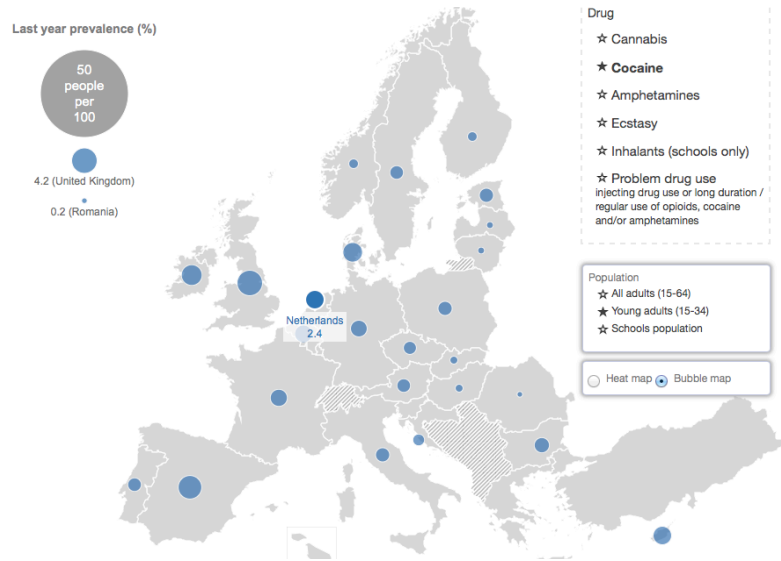 Last year prevalence (%)
50
people
per
100
4.2 (United Kingdom)
0.2 (Romania)
Netherlands
2.4
Drug
☆ Cannabis
★ Cocaine
☆ Amphetamines
☆ Ecstasy
☆ Inhalants (schools only)
☆ Problem drug use
injecting drug use or long duration /
regular use of opioids, cocaine
and/or amphetamines
Population
☆ All adults (15-64)
★ Young adults (15-34)
☆ Schools population
Heat map Bubble map